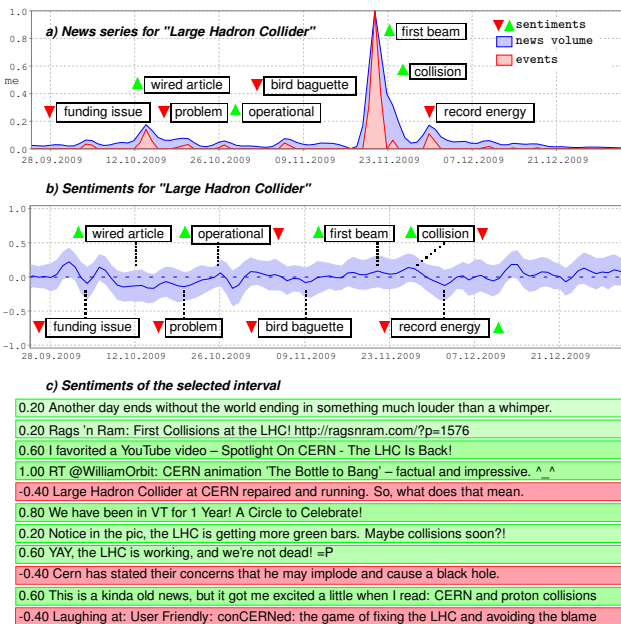 a) News series for "Large Hadron Collider"
1.0
0.8
0.6
me
0.4
0.2
0.0
sentiments
news volume
events
first beam
collision
wired article
bird baguette
funding issue
problem
operational
record energy
28.09.2009 12.10.2009 26.10.2009 09.11.2009 23.11.2009 07.12.2009 21.12.2009
b) Sentiments for "Large Hadron Collider"
1.0
0.5
0.0
-0.5
-1.0
wired article
operational
first beam
collision
funding issue
problem
bird baguette
record energy
28.09.2009 12.10.2009 26.10.2009 09.11.2009 23.11.2009 07.12.2009 21.12.2009
c) Sentiments of the selected interval
0.20 Another day ends without the world ending in something much louder than a whimper.
0.20 Rags 'n Ram: First Collisions at the LHC! http://ragsnram.com/?p=1576
0.60 I favorited a YouTube video – Spotlight On CERN - The LHC Is Back!
1.00 RT @WilliamOrbit: CERN animation 'The Bottle to Bang' – factual and impressive. ^_^
-0.40 Large Hadron Collider at CERN repaired and running. So, what does that mean.
0.80 We have been in VT for 1 Year! A Circle to Celebrate!
0.20 Notice in the pic, the LHC is getting more green bars. Maybe collisions soon?!
0.60 YAY, the LHC is working, and we're not dead! =P
-0.40 Cern has stated their concerns that he may implode and cause a black hole.
0.60 This is a kinda old news, but it got me excited a little when I read: CERN and proton collisions
-0.40 Laughing at: User Friendly: conCERNed: the game of fixing the LHC and avoiding the blame